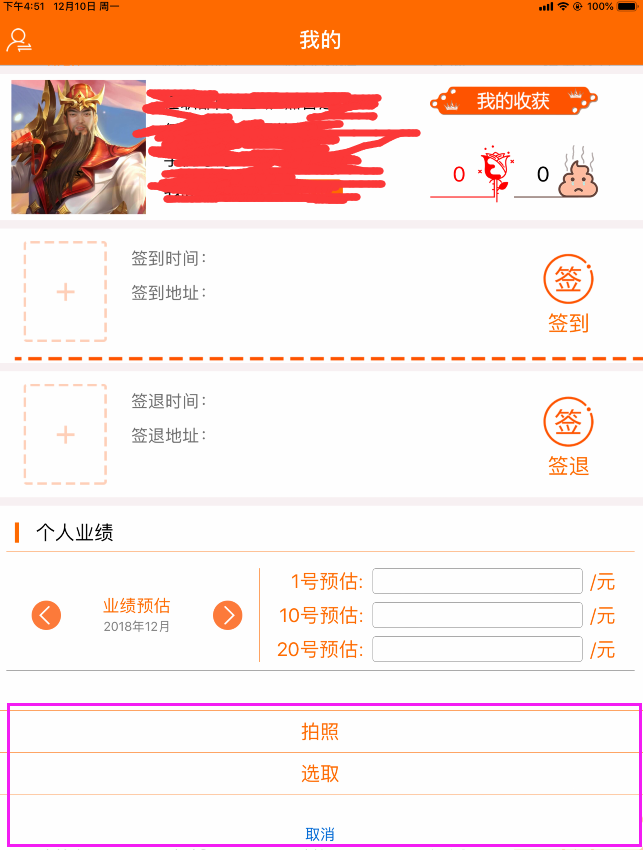 下午4:51 12月10日 周一 100%
我的
我的收获
0 0
签到时间：
签到地址：
签
签到
签退时间：
签退地址：
签
签退
个人业绩
业绩预估
2018年12月
1号预估: /元
10号预估: /元
20号预估: /元
拍照
选取
取消